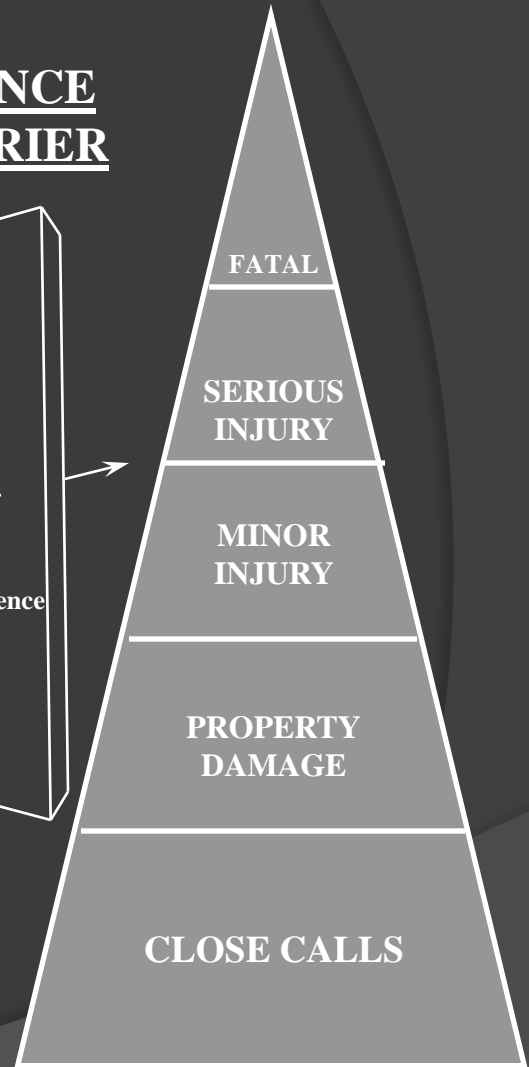 NCE
RIER
FATAL
SERIOUS
INJURY
MINOR
INJURY
ence
PROPERTY
DAMAGE
CLOSE CALLS